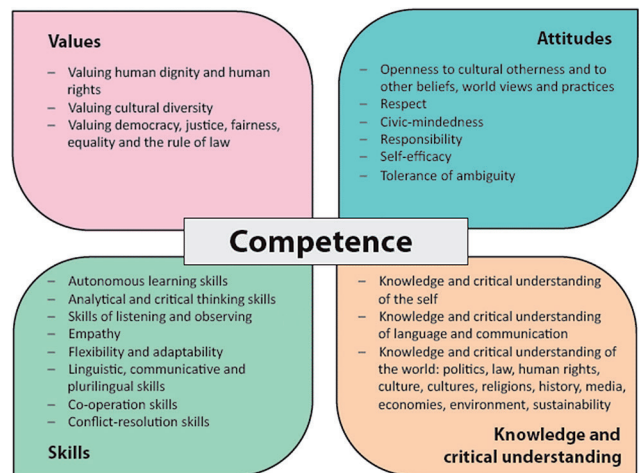 Values
– Valuing human dignity and human
rights
– Valuing cultural diversity
– Valuing democracy, justice, fairness,
equality and the rule of law
Attitudes
– Openness to cultural otherness and to
other beliefs, world views and practices
– Respect
– Civic-mindedness
– Responsibility
– Self-efficacy
– Tolerance of ambiguity
Competence
– Autonomous learning skills
– Analytical and critical thinking skills
– Skills of listening and observing
– Empathy
– Flexibility and adaptability
– Linguistic, communicative and
plurilingual skills
– Co-operation skills
– Conflict-resolution skills
Skills
– Knowledge and critical understanding
of the self
– Knowledge and critical understanding
of language and communication
– Knowledge and critical understanding of
the world: politics, law, human rights,
culture, cultures, religions, history, media,
economies, environment, sustainability
Knowledge and
critical understanding